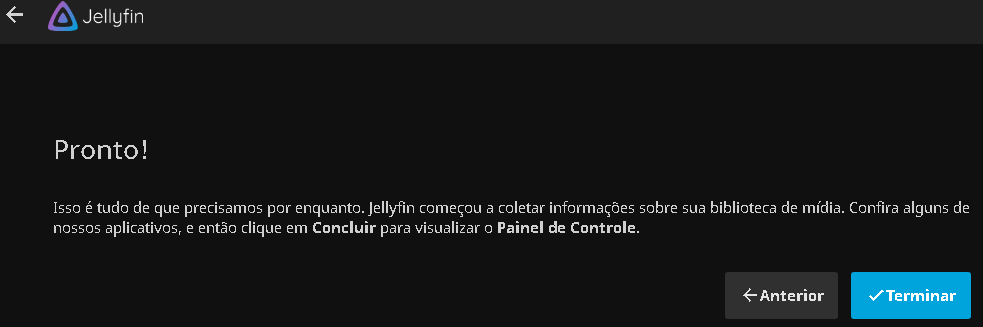 Jellyfin
Pronto!
Isso é tudo de que precisamos por enquanto. Jellyfin começou a coletar informações sobre sua biblioteca de mídia. Confira alguns de
nossos aplicativos, e então clique em Concluir para visualizar o Painel de Controle.
Anterior
Terminar